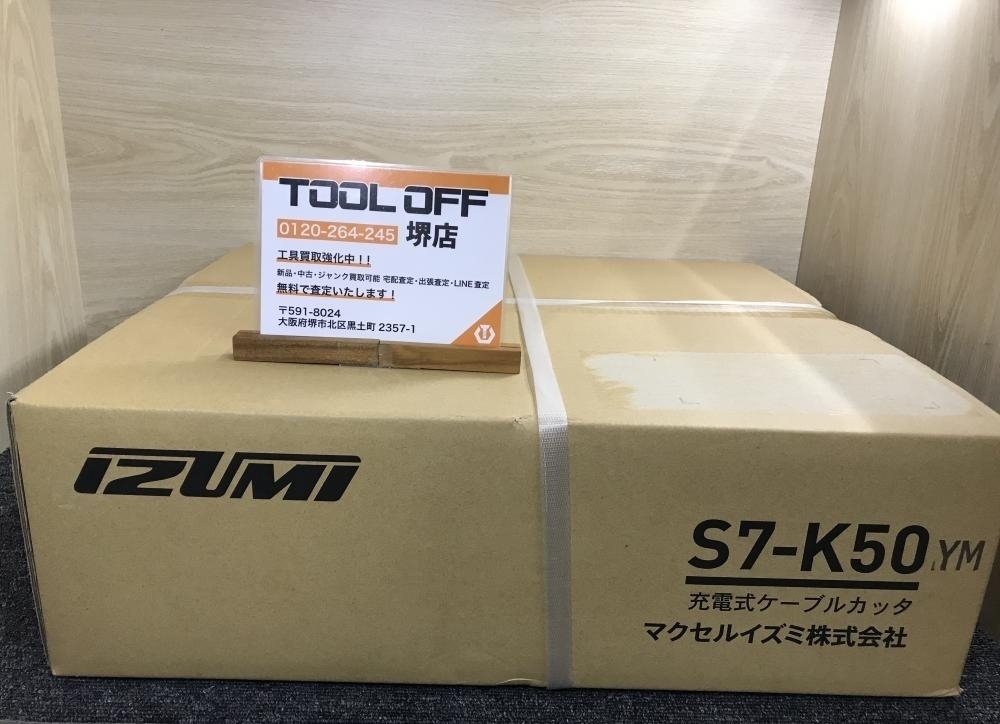 TOOL OFF
0120-264-245 堺店
工具買取強化中！！
新品・中古・ジャンク買取可能 宅配査定・出張査定・LINE査定
無料で査定いたします！
〒591-8024
大阪府堺市北区黒土町 2357-1
IZUMI
S7-K50YM
充電式ケーブルカッタ
マクセルイズミ株式会社